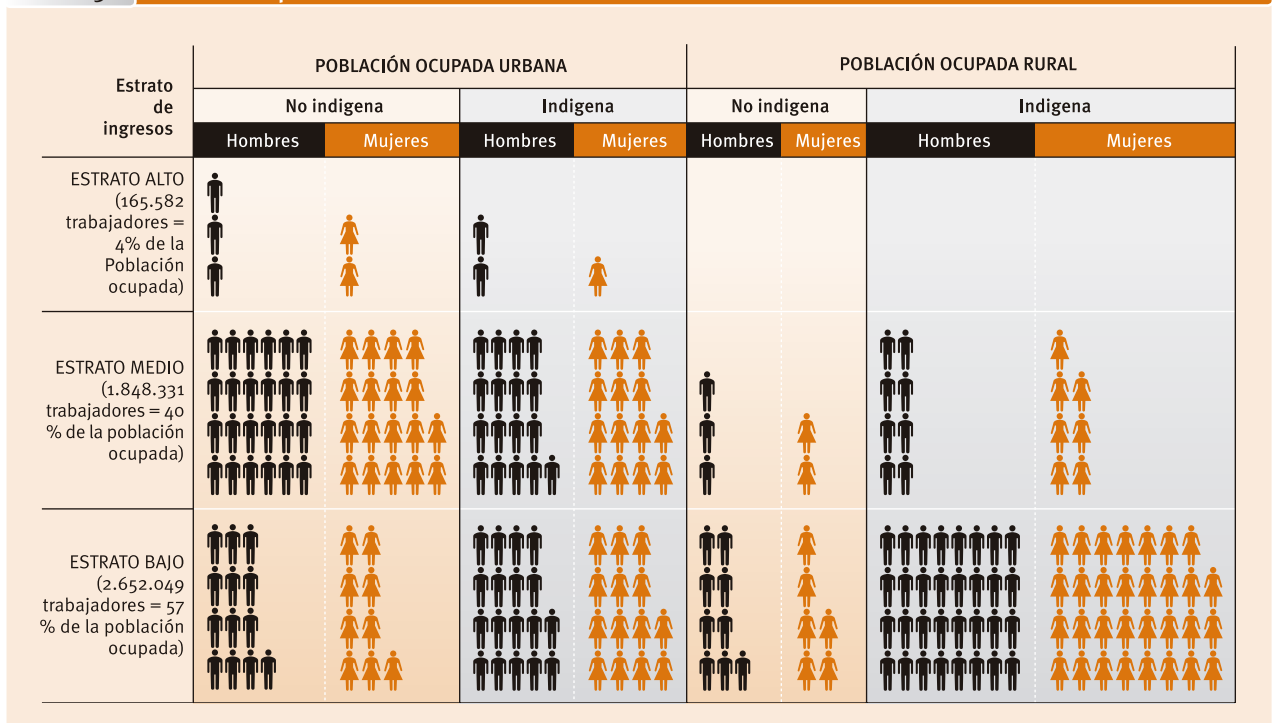 POBLACIÓN OCUPADA URBANA
POBLACIÓN OCUPADA RURAL
Estrato
de
ingresos
No indigena
Indigena
No indigena
Indigena
Hombres
Mujeres
Hombres
Mujeres
Hombres
Mujeres
Hombres
Mujeres
ESTRATO ALTO
(165.582
trabajadores =
4% de la
Población
ocupada)
ESTRATO MEDIO
(1.848.331
trabajadores = 40
% de la población
ocupada)
ESTRATO BAJO
(2.652.049
trabajadores = 57
% de la población
ocupada)